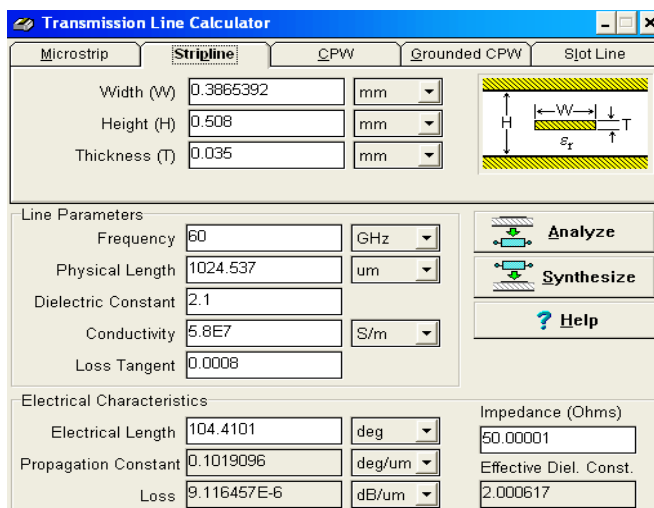 Transmission Line Calculator
Microstrip Stripline CPW Grounded CPW Slot Line
Width (W) 0.3865392 mm
Height (H) 0.508 mm
Thickness (T) 0.035 mm
H W T εr
Line Parameters
Frequency 60 GHz
Physical Length 1024.537 um
Dielectric Constant 2.1
Conductivity 5.8E7 S/m
Loss Tangent 0.0008
Analyze
Synthesize
? Help
Electrical Characteristics
Electrical Length 104.4101 deg
Propagation Constant 0.1019096 deg/um
Loss 9.116457E-6 dB/um
Impedance (Ohms)
50.00001
Effective Diel. Const.
2.000617